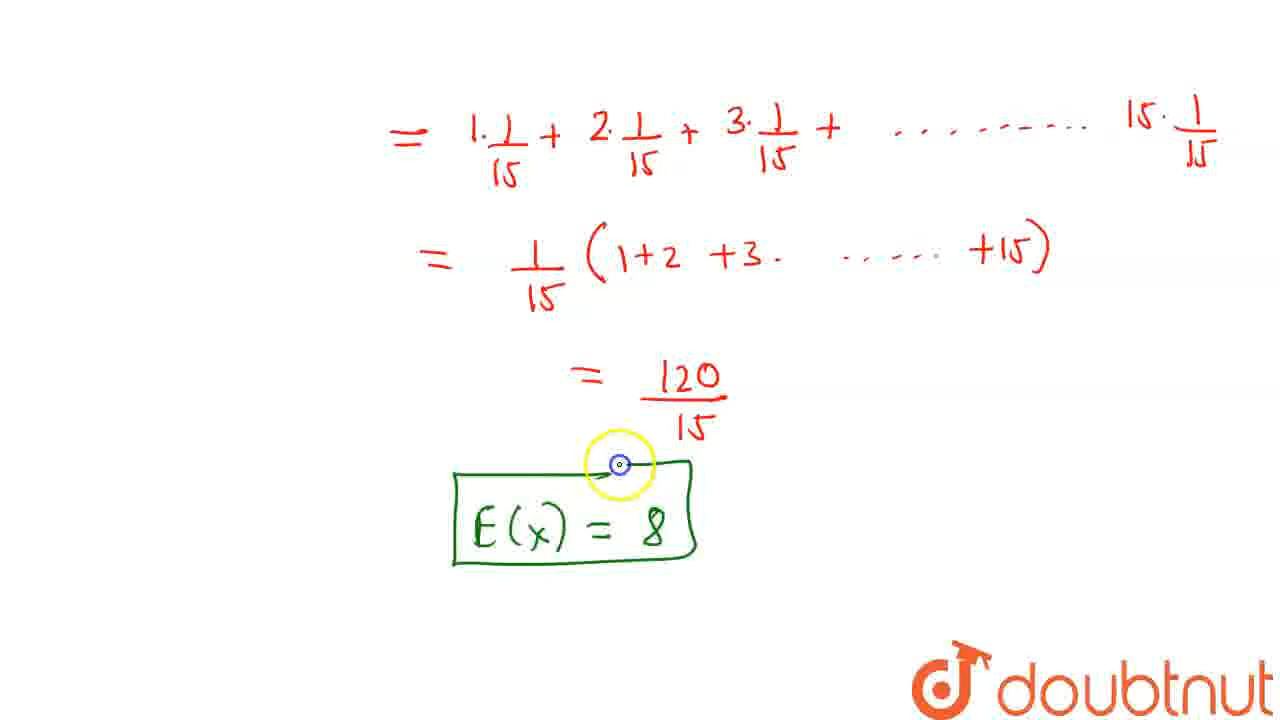 = 1. 1/15 + 2. 1/15 + 3. 1/15 + .......... 15. 1/15
= 1/15 (1+2 +3. ...... +15)
= 120/15
E(x) = 8
doubtnut